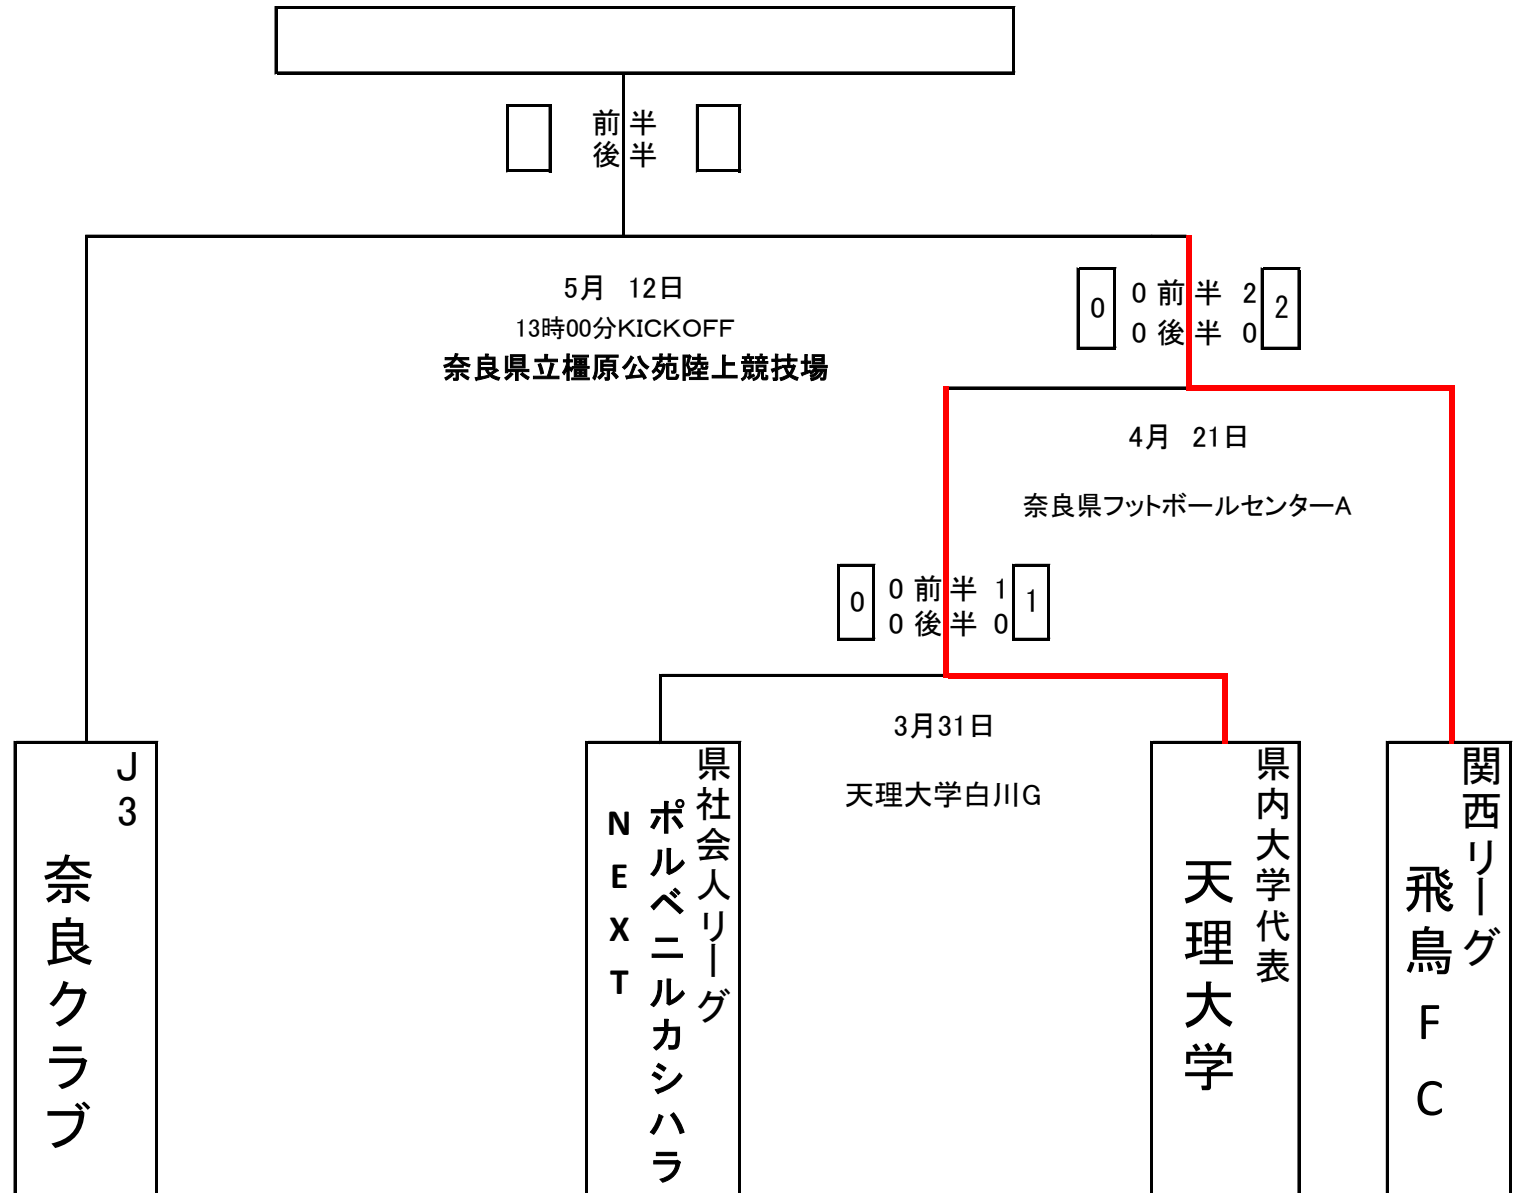 前半
後半
5月 12日
13時00分KICKOFF
奈良県立橿原公苑陸上競技場
0 0前半 2 2
0後半 0
4月 21日
奈良県フットボールセンターA
0 0前半 1 1
0後半 0
3月31日
天理大学白川G
J3
奈良クラブ
県社会人リーグ
ポルベニルカシハラ
NEXT
県内大学代表
天理大学
関西リーグ
飛鳥FC